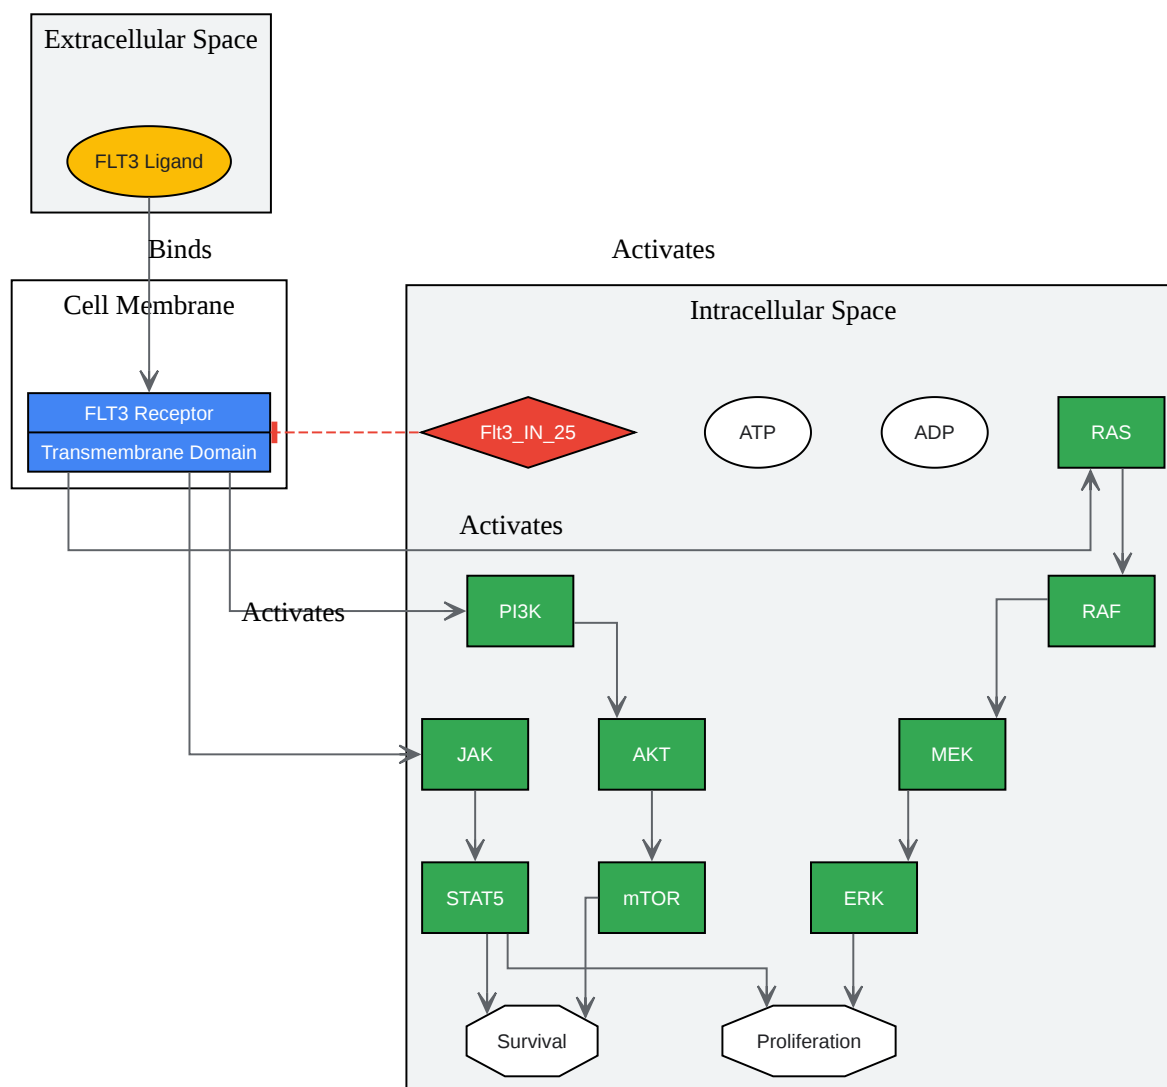 Extracellular Space
FLT3 Ligand
Binds
Activates
Cell Membrane
Intracellular Space
FLT3 Receptor
Transmembrane Domain
Flt3_IN_25
ATP
ADP
RAS
Activates
Activates
PI3K
RAF
JAK
AKT
MEK
STAT5
mTOR
ERK
Survival
Proliferation